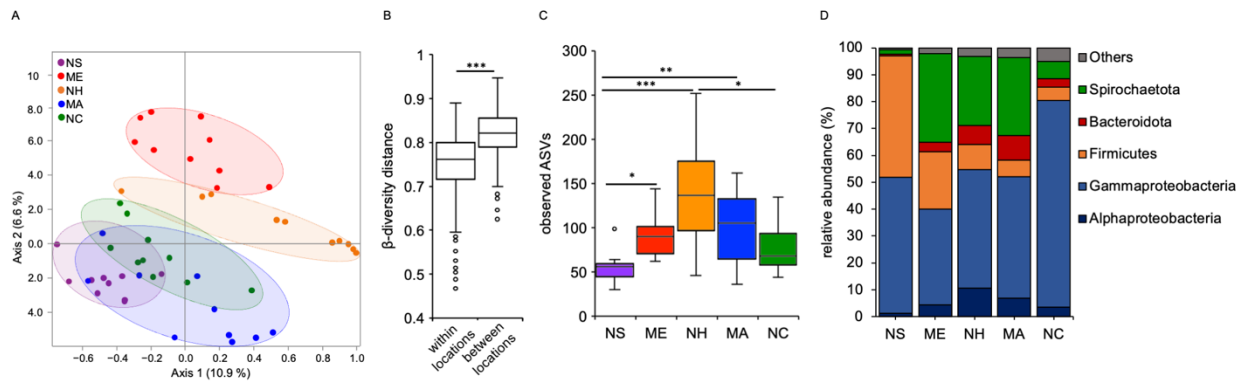 A
NS
ME
NH
MA
NC
10
8.0
6.0
4.0
2.0
0.0
2.0
4.0
Axis 2 (6.6 %)
−0.6
−0.4
−0.2
0.0
0.2
0.4
0.6
0.8
1.0
Axis 1 (10.9 %)
B
***
1
0.9
0.8
0.7
0.6
0.5
0.4
β-diversity distance
within
locations
between
locations
C
300
250
200
150
100
50
0
observed ASVs
**
***
*
*
NS
ME
NH
MA
NC
D
100
90
80
70
60
50
40
30
20
10
0
relative abundance (%)
NS
ME
NH
MA
NC
Others
Spirochaetota
Bacteroidota
Firmicutes
Gammaproteobacteria
Alphaproteobacteria